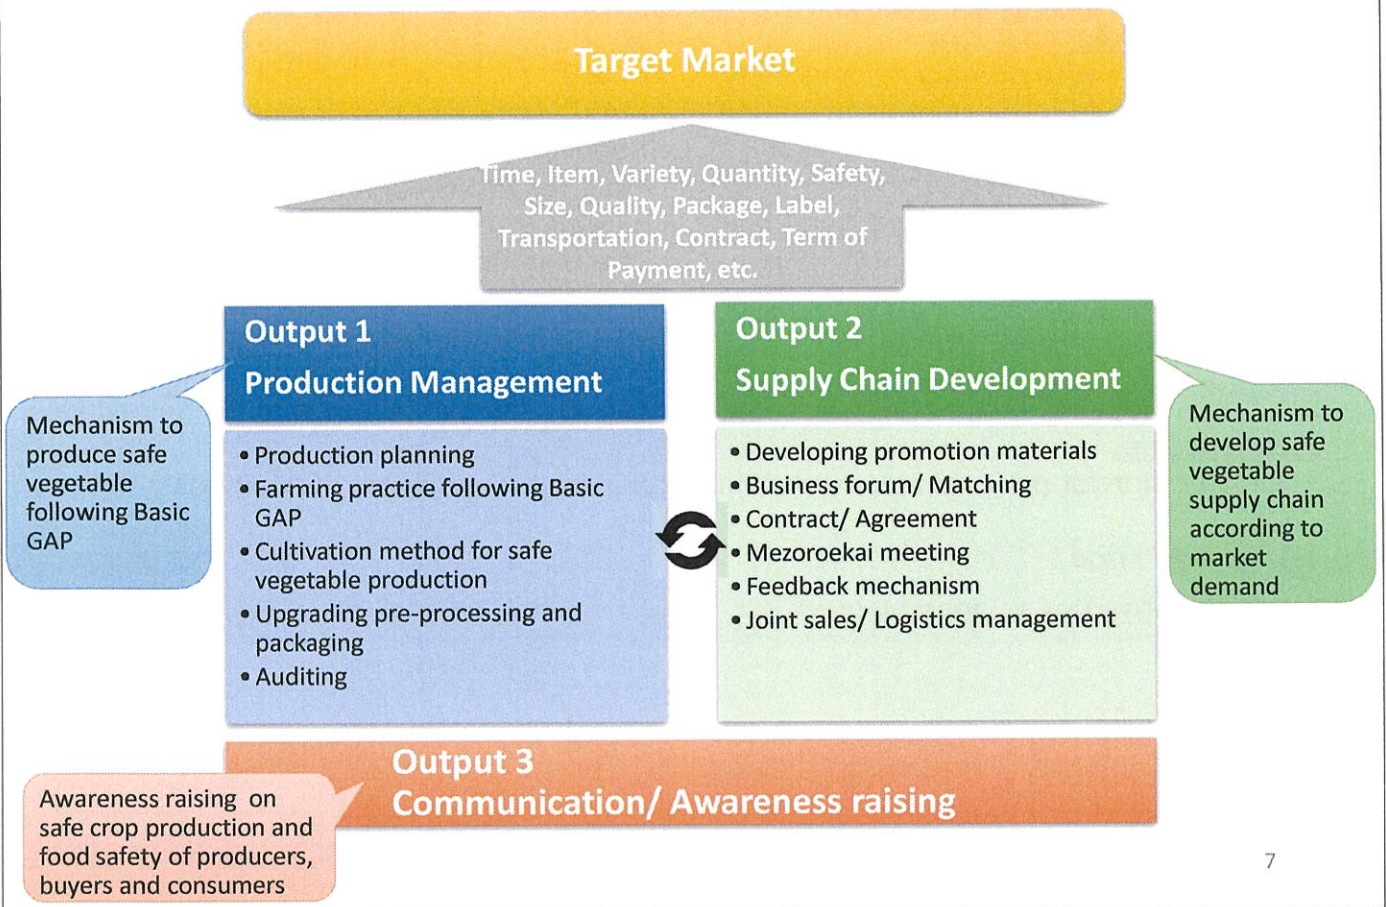 Target Market
Time, Item, Variety, Quantity, Safety,
Size, Quality, Package, Label,
Transportation, Contract, Term of
Payment, etc.
Output 1
Production Management
Mechanism to
produce safe
vegetable
following Basic
GAP
• Production planning
• Farming practice following Basic
GAP
• Cultivation method for safe
vegetable production
• Upgrading pre-processing and
packaging
• Auditing
Output 2
Supply Chain Development
• Developing promotion materials
• Business forum/ Matching
• Contract/ Agreement
• Mezoroekai meeting
• Feedback mechanism
• Joint sales/ Logistics management
Mechanism to
develop safe
vegetable
supply chain
according to
market
demand
Output 3
Communication/ Awareness raising
Awareness raising on
safe crop production and
food safety of producers,
buyers and consumers
7